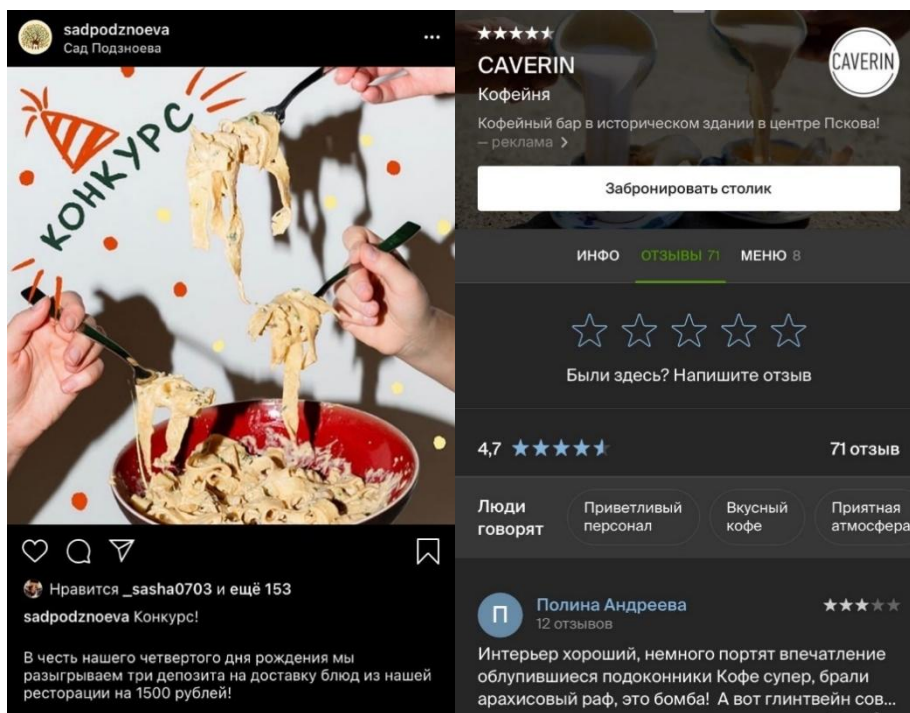 sadpodznoeva
Сад Подзноева
КОНКУРС
Нравится _sasha0703 и ещё 153
sadpodznoeva Конкурс!
В честь нашего четвертого дня рождения мы
разыгрываем три депозита на доставку блюд из нашей
ресторации на 1500 рублей!
CAVERIN
CAVERIN
Кофейня
Кофейный бар в историческом здании в центре Пскова!
– реклама
Забронировать столик
ИНФО ОТЗЫВЫ 71 МЕНЮ 8
Были здесь? Напишите отзыв
4,7 71 отзыв
Люди
говорят
Приветливый
персонал
Вкусный
кофе
Приятная
атмосфера
П
Полина Андреева
12 отзывов
Интерьер хороший, немного портят впечатление
облупившиеся подоконники Кофе супер, брали
арахисовый раф, это бомба! А вот глинтвейн сов...